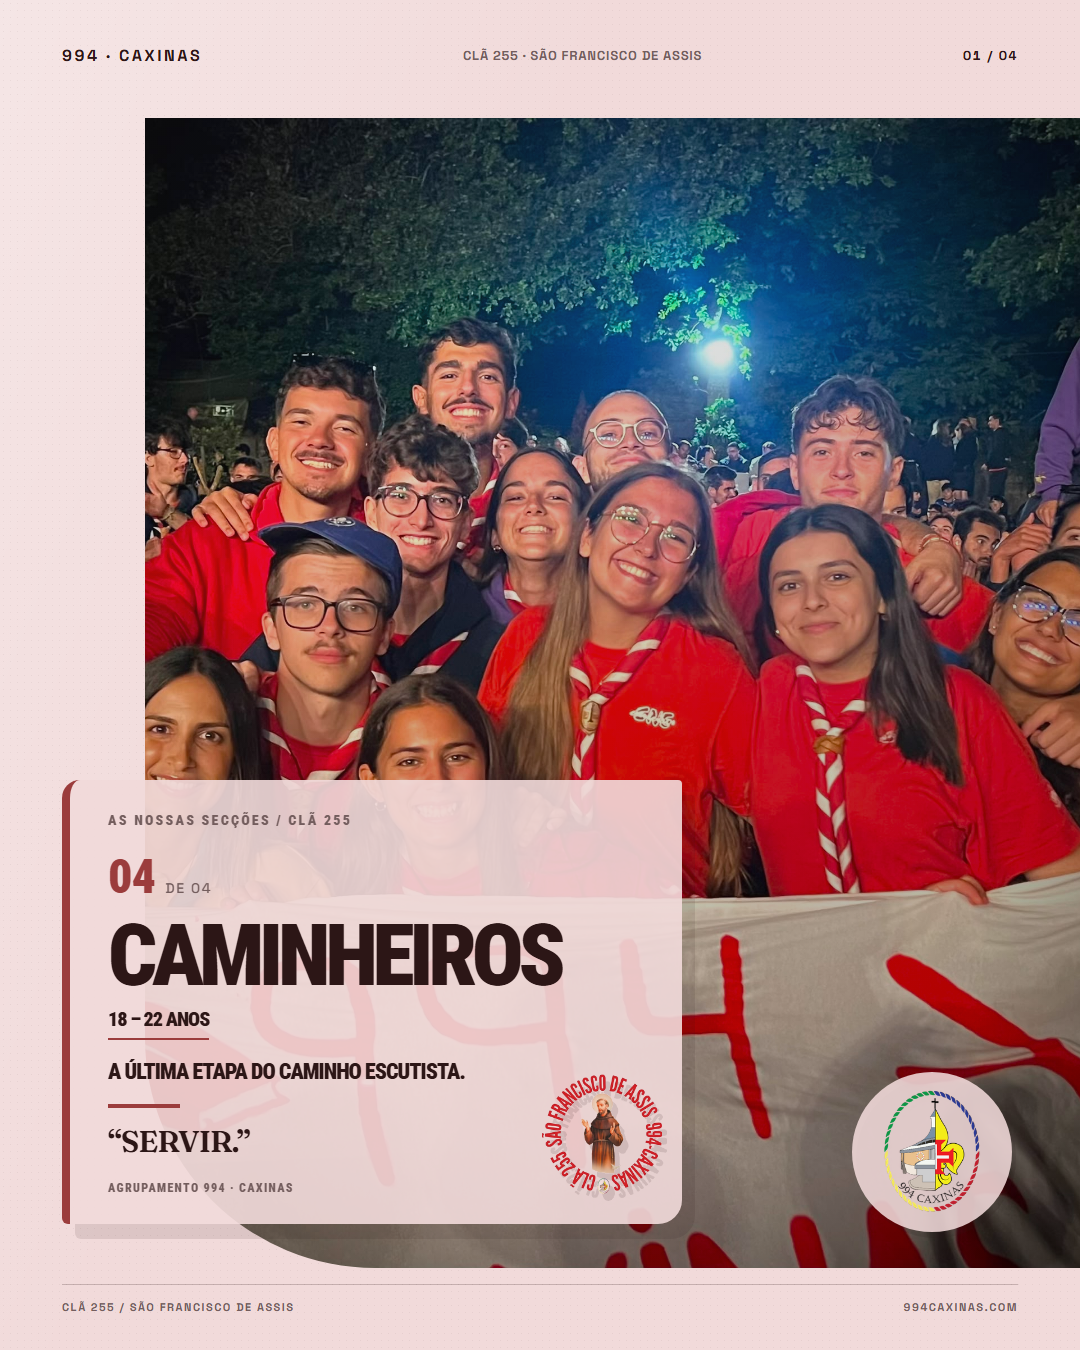 994 · CAXINAS
CLÃ 255 · SÃO FRANCISCO DE ASSIS
01 / 04
AS NOSSAS SECÇÕES / CLÃ 255
04 DE 04
CAMINHEIROS
18 – 22 ANOS
A ÚLTIMA ETAPA DO CAMINHO ESCUTISTA.
“SERVIR.”
AGRUPAMENTO 994 · CAXINAS
CLÃ 255 SÃO FRANCISCO DE ASSIS 994-CAXINAS
994 CAXINAS
994
CLÃ 255 / SÃO FRANCISCO DE ASSIS
994CAXINAS.COM